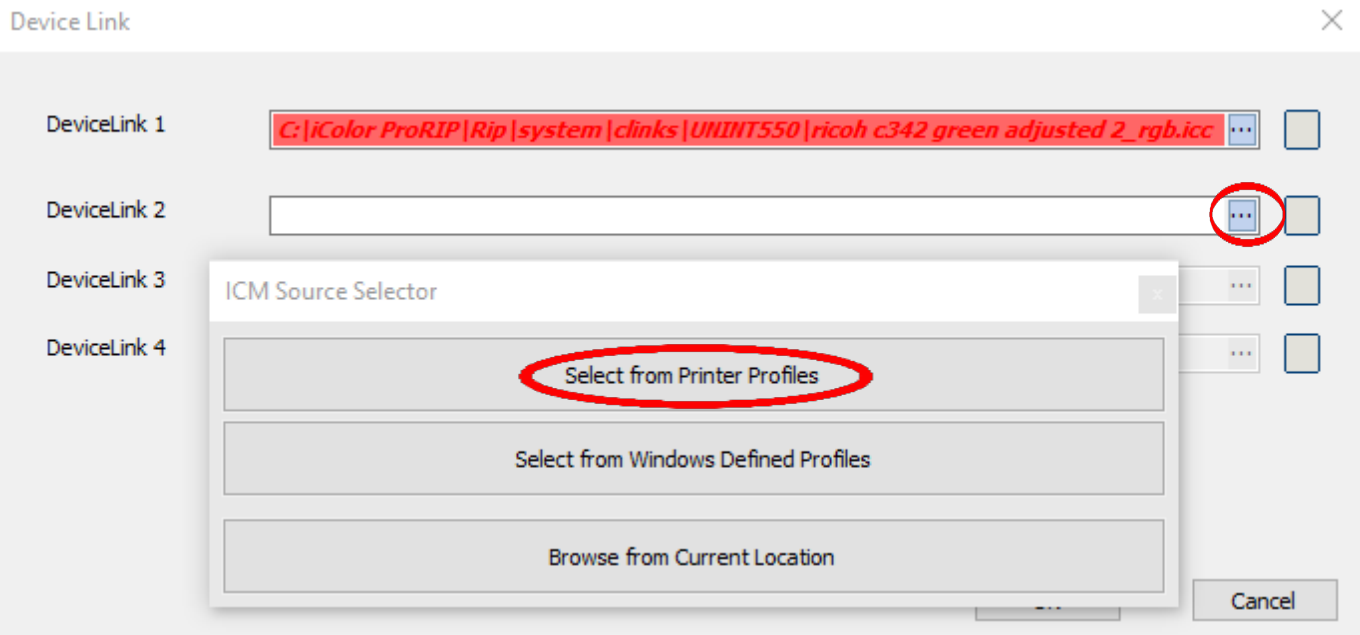 Device Link
DeviceLink 1
C:|iColor ProRIP|Rip|system|clinks|UNINT550|ricoh c342 green adjusted 2_rgb.icc ...
DeviceLink 2
...
DeviceLink 3
ICM Source Selector
x
...
DeviceLink 4
...
Select from Printer Profiles
Select from Windows Defined Profiles
Browse from Current Location
Cancel